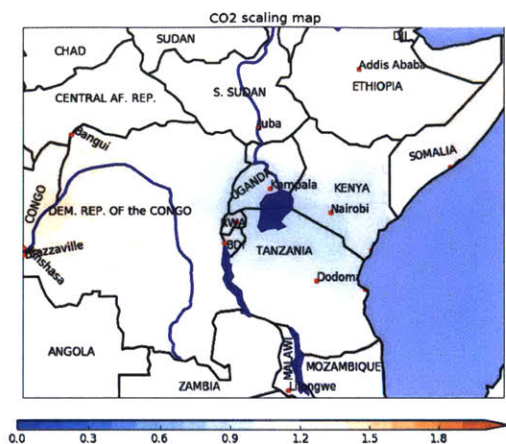 CO2 scaling map
SUDAN
CHAD
Addis Ababa
ETHIOPIA
S. SUDAN
CENTRAL AF. REP.
Juba
Bangui
SOMALIA
UGANDA
Kampala
KENYA
CONGO
DEM. REP. OF the CONGO
Nairobi
RWA
BDI
TANZANIA
Brazzaville
Kinshasa
Dodoma
ANGOLA
MALAWI
MOZAMBIQUE
ZAMBIA
Lilongwe
0.0 0.3 0.6 0.9 1.2 1.5 1.8